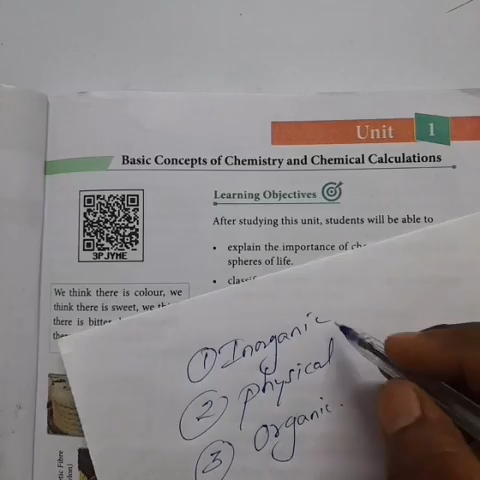 Unit 1
Basic Concepts of Chemistry and Chemical Calculations
Learning Objectives
After studying this unit, students will be able to
• explain the importance of
spheres of life.
•
3PJYME
We think there is colour, we
think there is sweet, we
there is bitter
① Inorganic
② Physical
③ Organic.